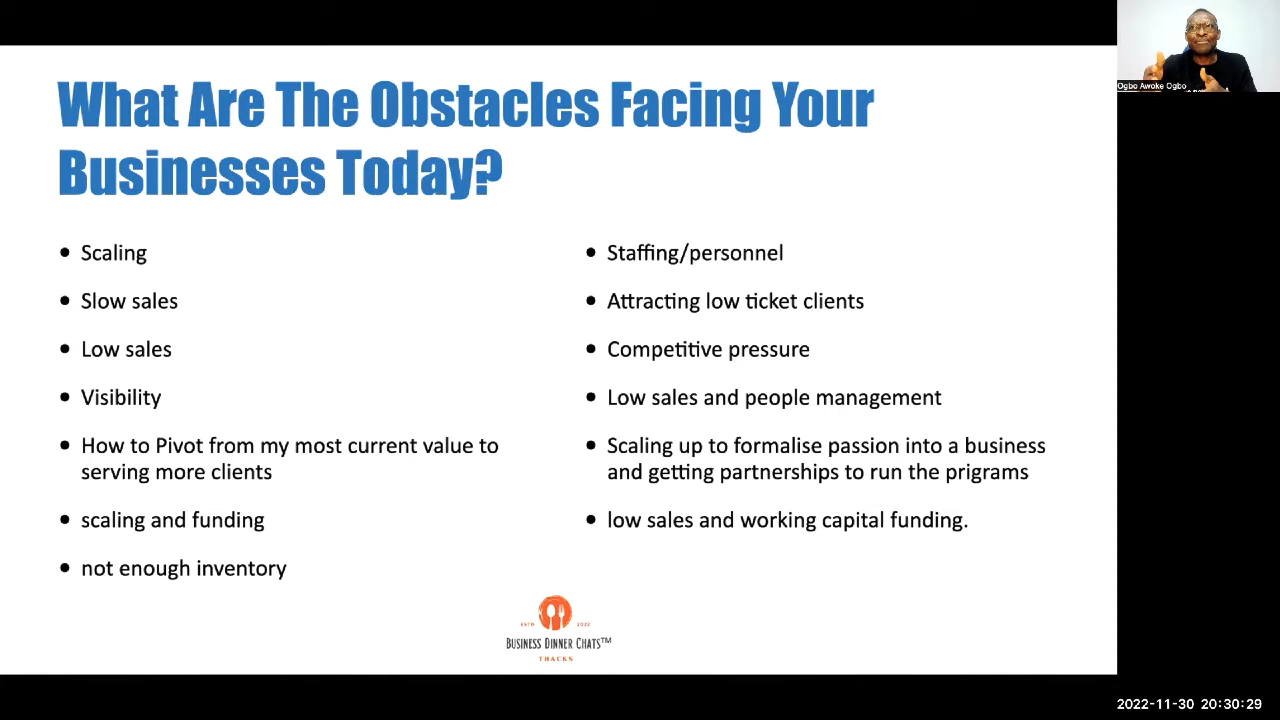 What Are The Obstacles Facing Your
Businesses Today?
• Scaling
• Slow sales
• Low sales
• Visibility
• How to Pivot from my most current value to
serving more clients
• scaling and funding
• not enough inventory
• Staffing/personnel
• Attracting low ticket clients
• Competitive pressure
• Low sales and people management
• Scaling up to formalise passion into a business
and getting partnerships to run the prigrams
• low sales and working capital funding.
ESTD 2022
BUSINESS DINNER CHATS™
THACKS
Ogbo Awoke Ogbo
2022-11-30 20:30:29